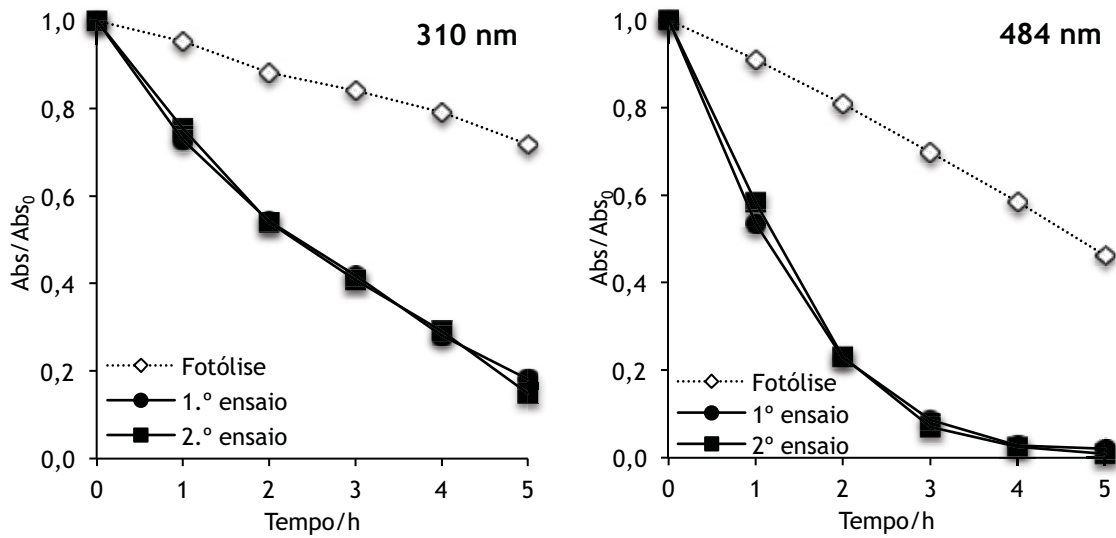 310 nm
Abs/Abs0
1,0
0,8
0,6
0,4
0,2
0,0
Fotólise
1.º ensaio
2.º ensaio
0 1 2 3 4 5
Tempo/h
484 nm
Abs/Abs0
1,0
0,8
0,6
0,4
0,2
0,0
Fotólise
1º ensaio
2º ensaio
0 1 2 3 4 5
Tempo/h